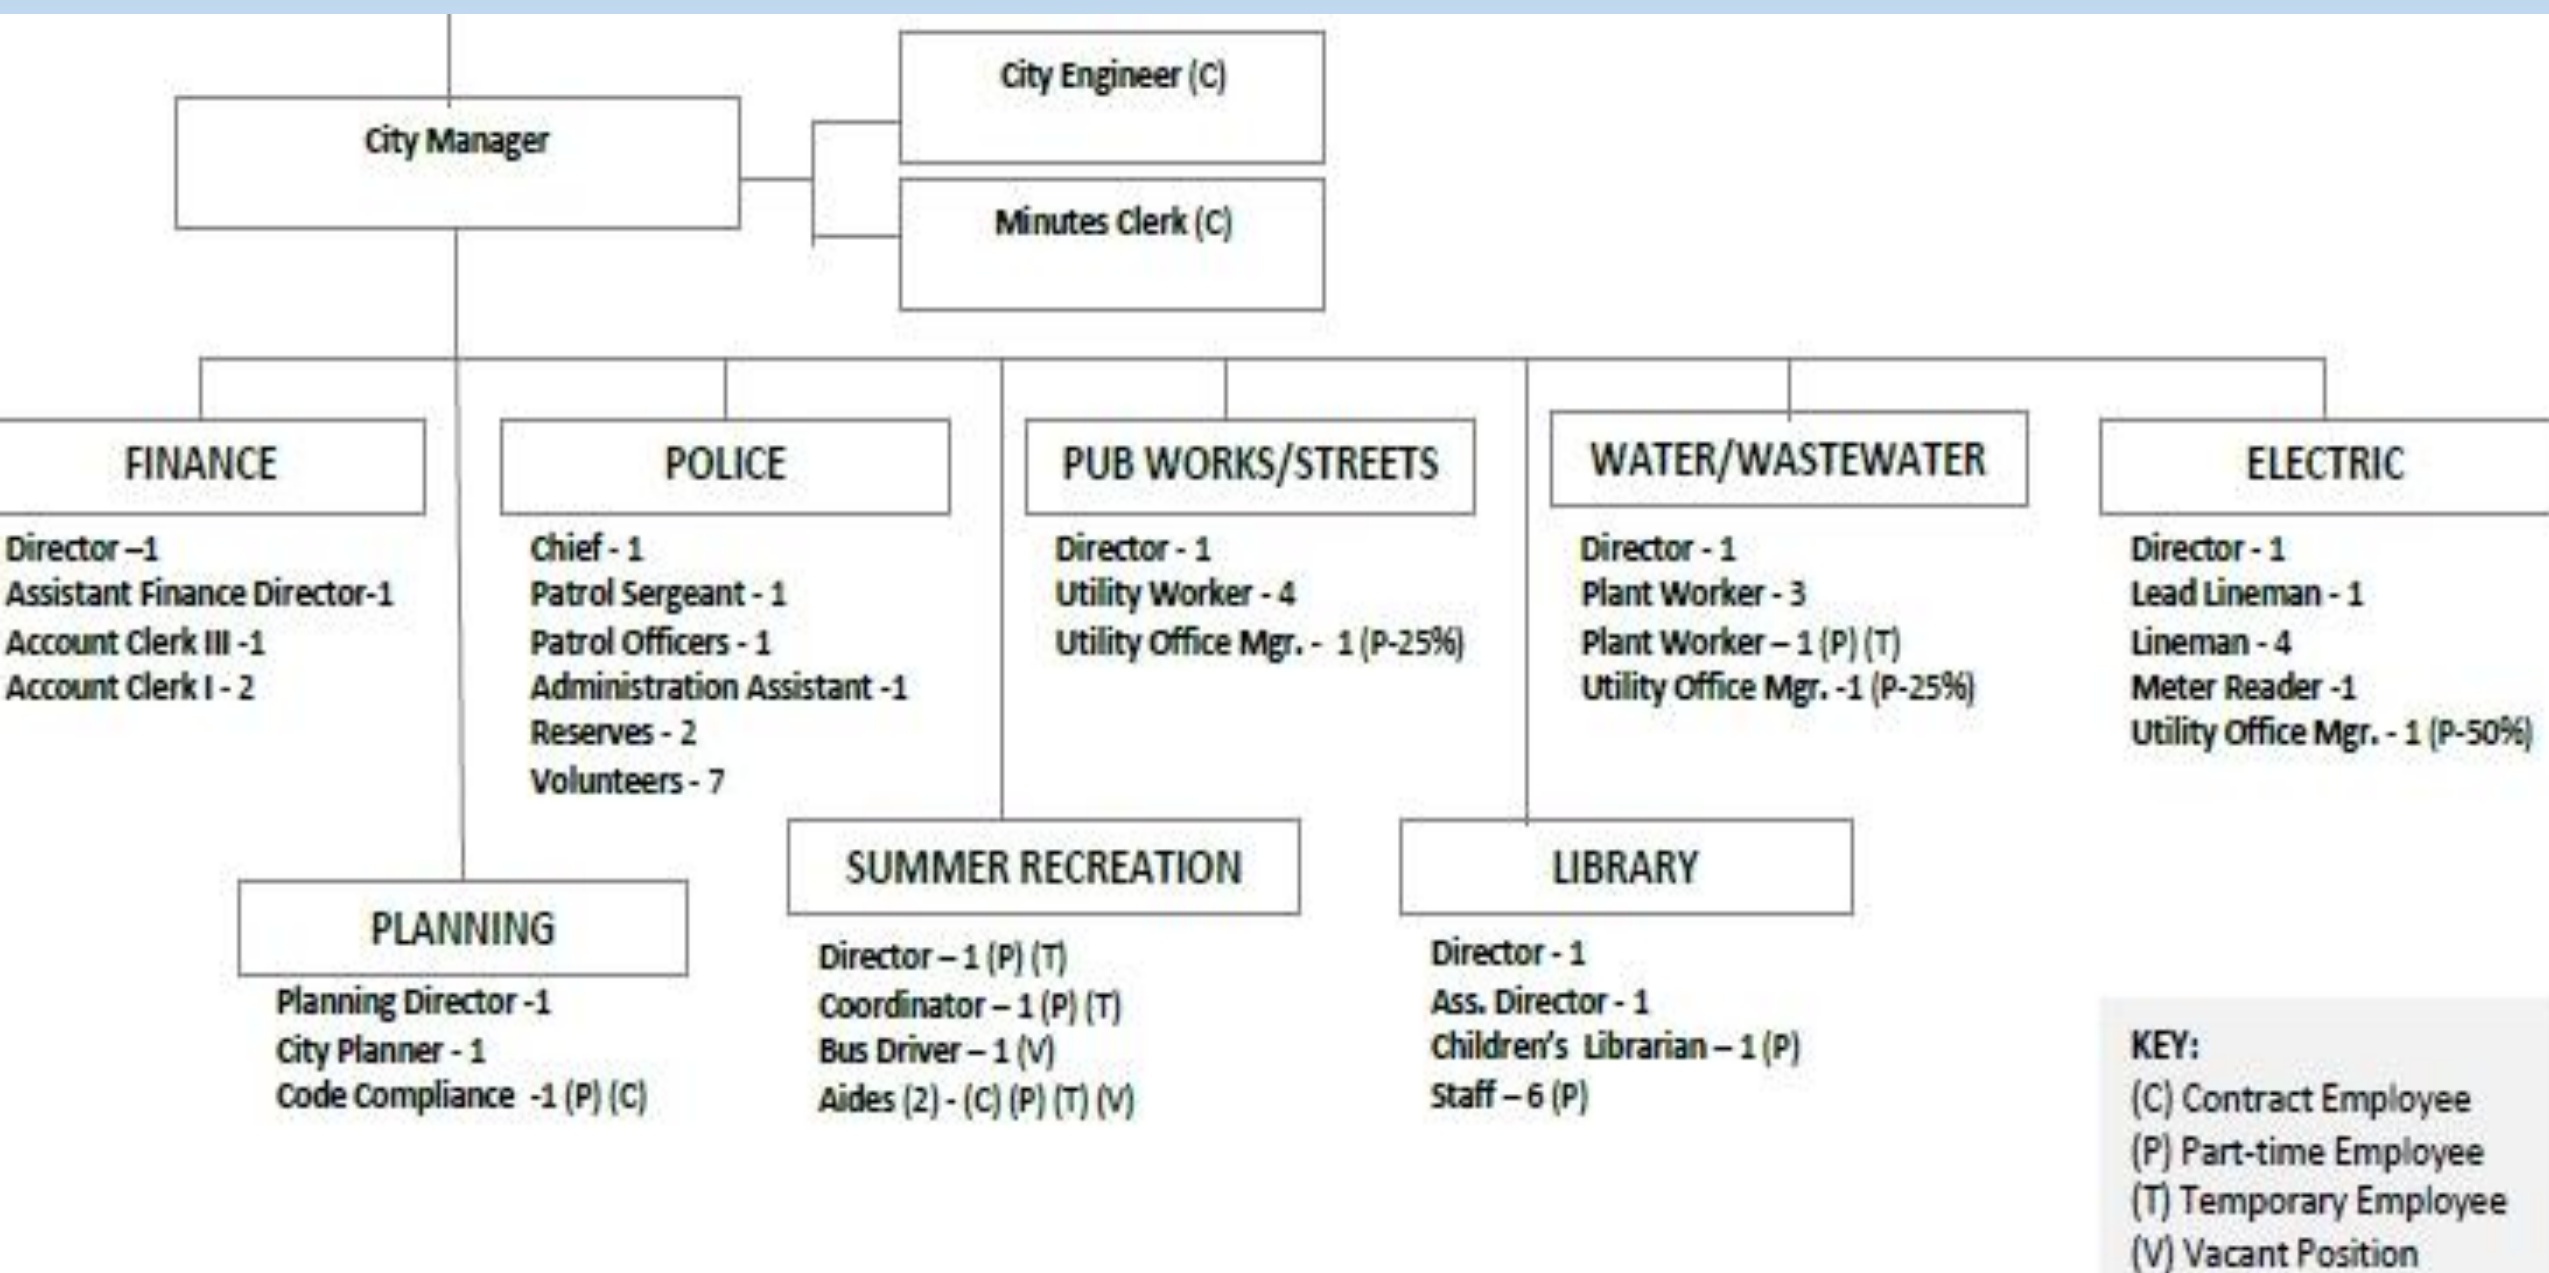 City Engineer (C)
City Manager
Minutes Clerk (C)
FINANCE
Director –1
Assistant Finance Director-1
Account Clerk III -1
Account Clerk I - 2
POLICE
Chief - 1
Patrol Sergeant - 1
Patrol Officers - 1
Administration Assistant -1
Reserves - 2
Volunteers - 7
PUB WORKS/STREETS
Director - 1
Utility Worker - 4
Utility Office Mgr. - 1 (P-25%)
WATER/WASTEWATER
Director - 1
Plant Worker - 3
Plant Worker – 1 (P) (T)
Utility Office Mgr. -1 (P-25%)
ELECTRIC
Director - 1
Lead Lineman - 1
Lineman - 4
Meter Reader -1
Utility Office Mgr. - 1 (P-50%)
PLANNING
Planning Director -1
City Planner - 1
Code Compliance -1 (P) (C)
SUMMER RECREATION
Director – 1 (P) (T)
Coordinator – 1 (P) (T)
Bus Driver – 1 (V)
Aides (2) - (C) (P) (T) (V)
LIBRARY
Director - 1
Ass. Director - 1
Children's Librarian – 1 (P)
Staff – 6 (P)
KEY:
(C) Contract Employee
(P) Part-time Employee
(T) Temporary Employee
(V) Vacant Position